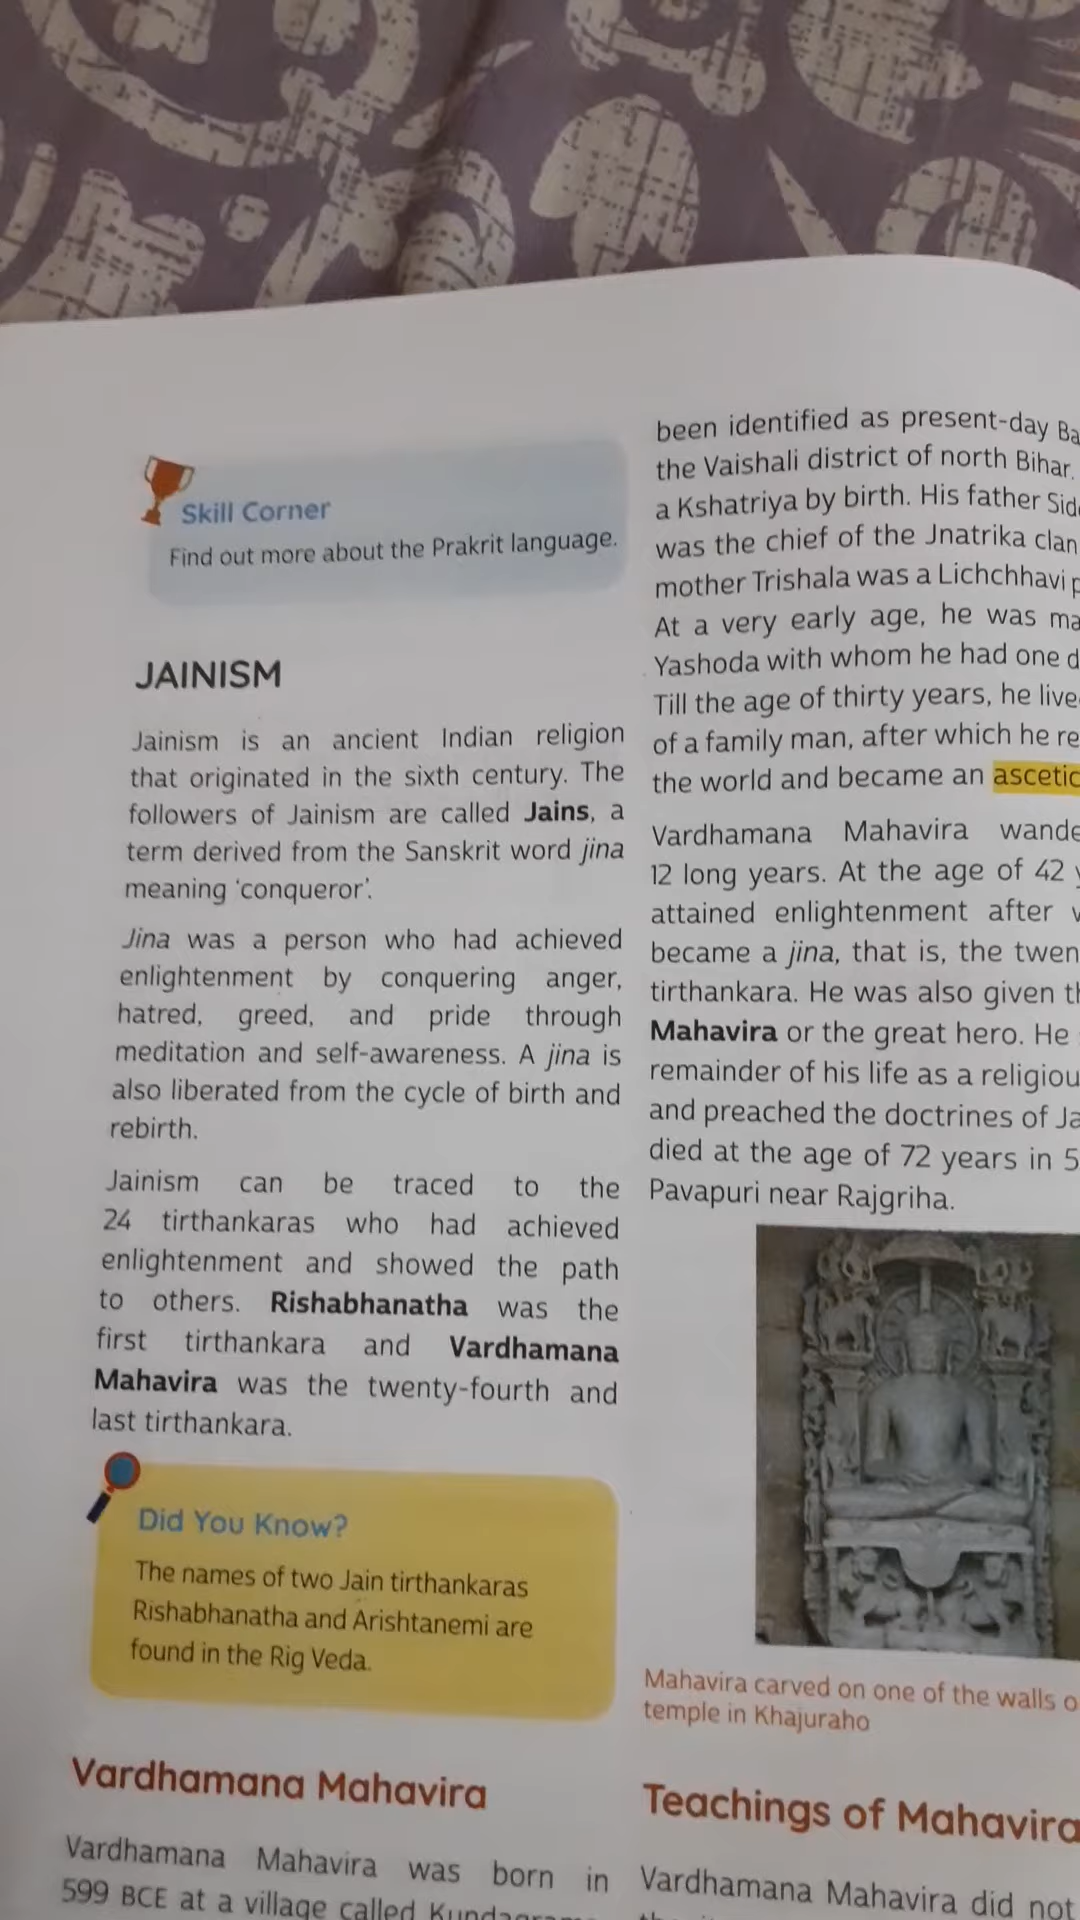 Skill Corner
Find out more about the Prakrit language.
JAINISM
Jainism is an ancient Indian religion
that originated in the sixth century. The
followers of Jainism are called Jains, a
term derived from the Sanskrit word jina
meaning ‘conqueror’.
Jina was a person who had achieved
enlightenment by conquering anger,
hatred, greed, and pride through
meditation and self-awareness. A jina is
also liberated from the cycle of birth and
rebirth.
Jainism can be traced to the
24 tirthankaras who had achieved
enlightenment and showed the path
to others. Rishabhanatha was the
first tirthankara and Vardhamana
Mahavira was the twenty-fourth and
last tirthankara.
Did You Know?
The names of two Jain tirthankaras
Rishabhanatha and Arishtanemi are
found in the Rig Veda.
Vardhamana Mahavira
Vardhamana Mahavira was born in
599 BCE at a village called
been identified as present-day
the Vaishali district of north Bihar.
a Kshatriya by birth. His father
was the chief of the Jnatrika clan
mother Trishala was a Lichchhavi
At a very early age, he was
Yashoda with whom he had one
Till the age of thirty years, he
of a family man, after which he
the world and became an ascetic
Vardhamana Mahavira
12 long years. At the age of 42
attained enlightenment after
became a jina, that is, the
tirthankara. He was also given
Mahavira or the great hero. He
remainder of his life as a
and preached the doctrines of
died at the age of 72 years in
Pavapuri near Rajgriha.
Mahavira carved on one of the walls
temple in Khajuraho
Teachings of Mahavira
Vardhamana Mahavira did not